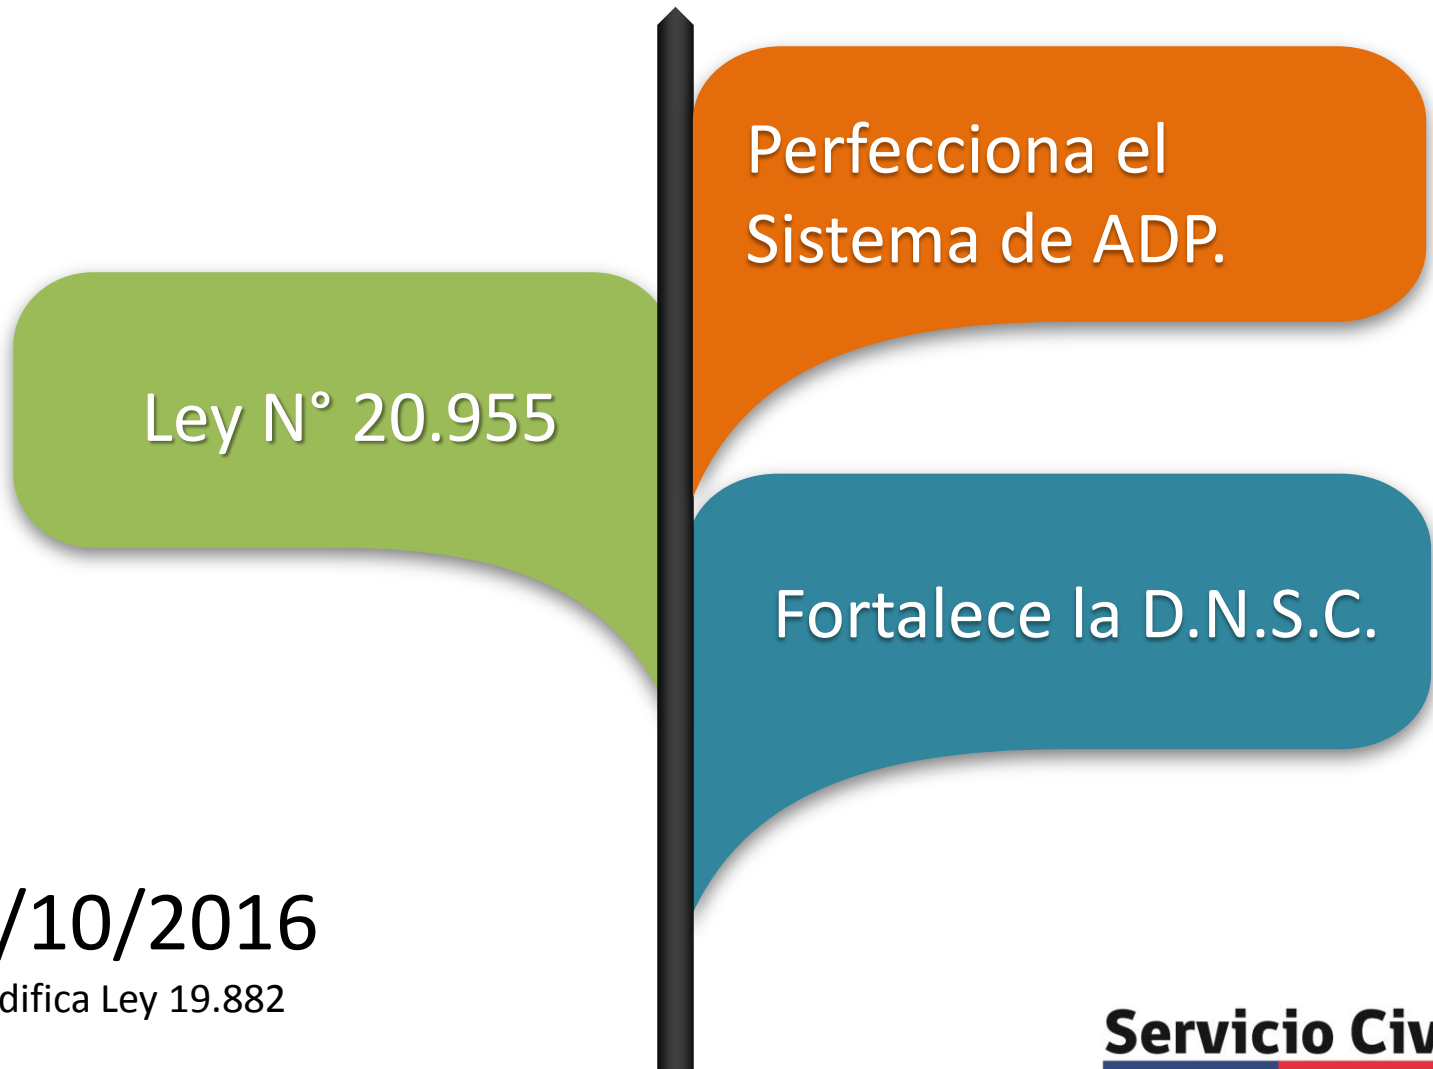 Perfecciona el
Sistema de ADP.
Ley N° 20.955
Fortalece la D.N.S.C.
/10/2016
difica Ley 19.882
Servicio Civ